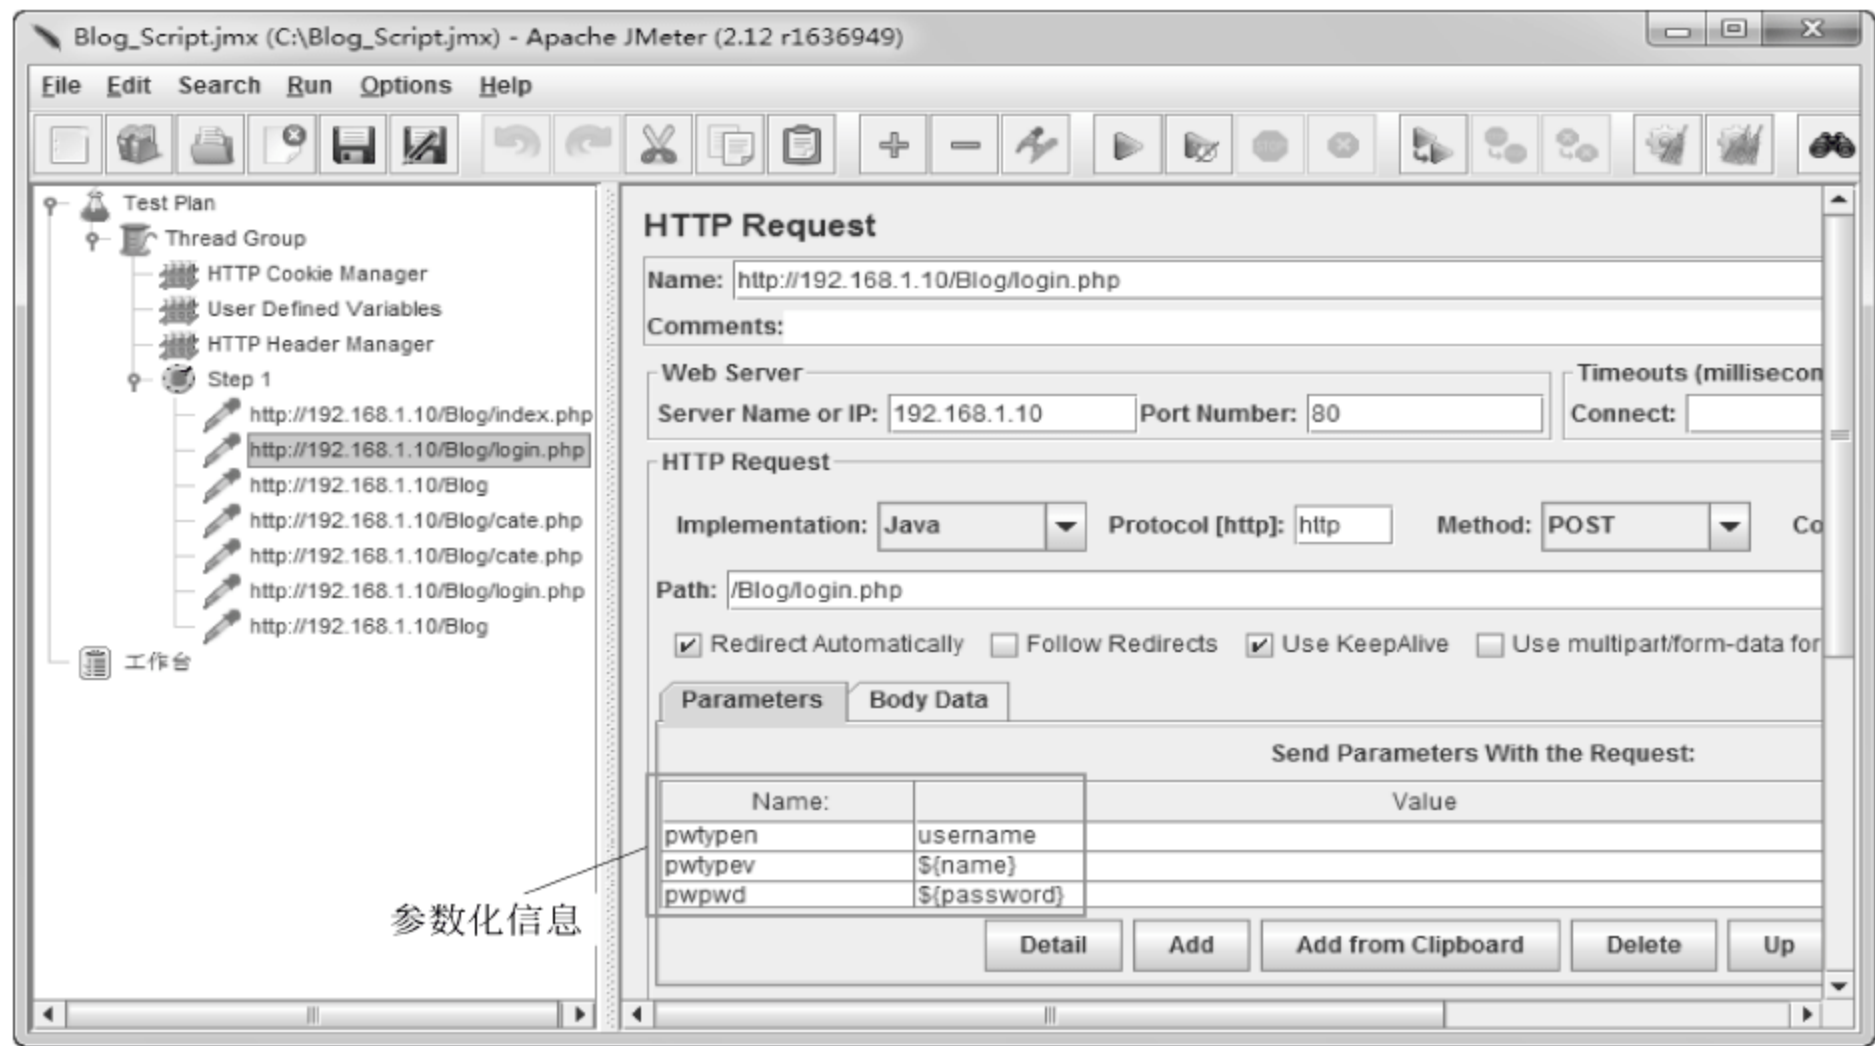 Blog_Script.jmx (C:\Blog_Script.jmx) - Apache JMeter (2.12 r1636949)
File Edit Search Run Options Help
Test Plan
Thread Group
HTTP Cookie Manager
User Defined Variables
HTTP Header Manager
Step 1
http://192.168.1.10/Blog/index.php
http://192.168.1.10/Blog/login.php
http://192.168.1.10/Blog
http://192.168.1.10/Blog/cate.php
http://192.168.1.10/Blog/cate.php
http://192.168.1.10/Blog/login.php
http://192.168.1.10/Blog
工作台
参数化信息
HTTP Request
Name: http://192.168.1.10/Blog/login.php
Comments:
Web Server
Timeouts (millisecon
Server Name or IP: 192.168.1.10 Port Number: 80
Connect:
HTTP Request
Implementation: Java Protocol [http]: http Method: POST Co
Path: /Blog/login.php
Redirect Automatically Follow Redirects Use KeepAlive Use multipart/form-data for
Parameters Body Data
Send Parameters With the Request:
Name: Value
pwtypen username
pwtypev ${name}
pwpwd ${password}
Detail Add Add from Clipboard Delete Up